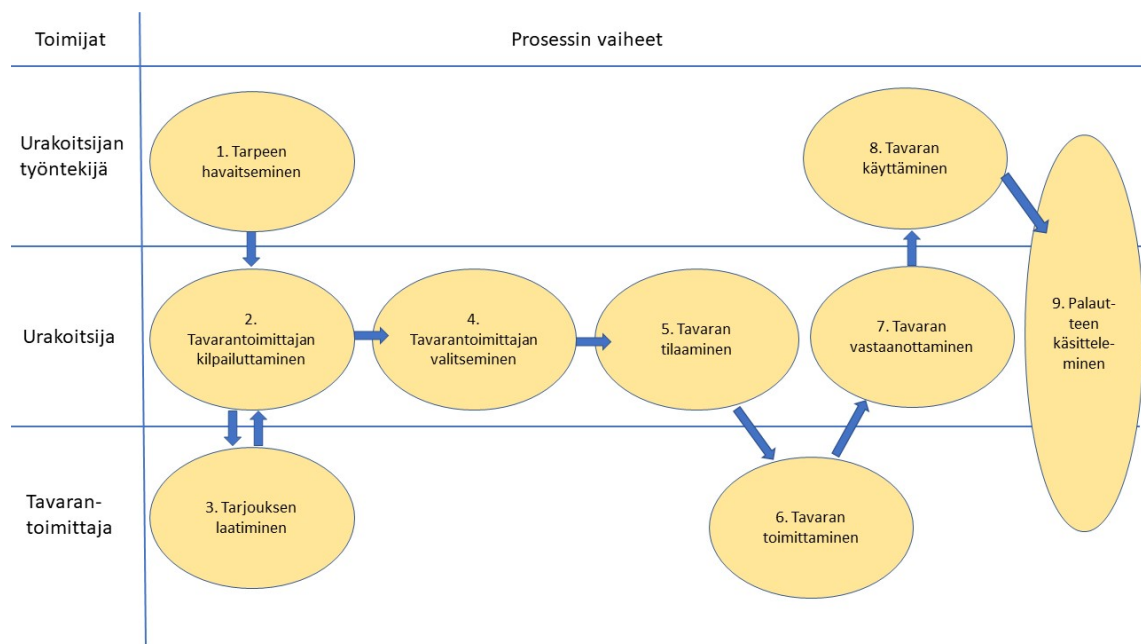 Toimijat
Prosessin vaiheet
Urakoitsijan
työntekijä
1. Tarpeen
havaitseminen
8. Tavaran
käyttäminen
Urakoitsija
2.
Tavarantoimittajan
kilpailuttaminen
4.
Tavarantoimittajan
valitseminen
5. Tavaran
tilaaminen
7. Tavaran
vastaanottaminen
9. Palaut-
teen
käsittele-
minen
Tavaran-
toimittaja
3. Tarjouksen
laatiminen
6. Tavaran
toimittaminen